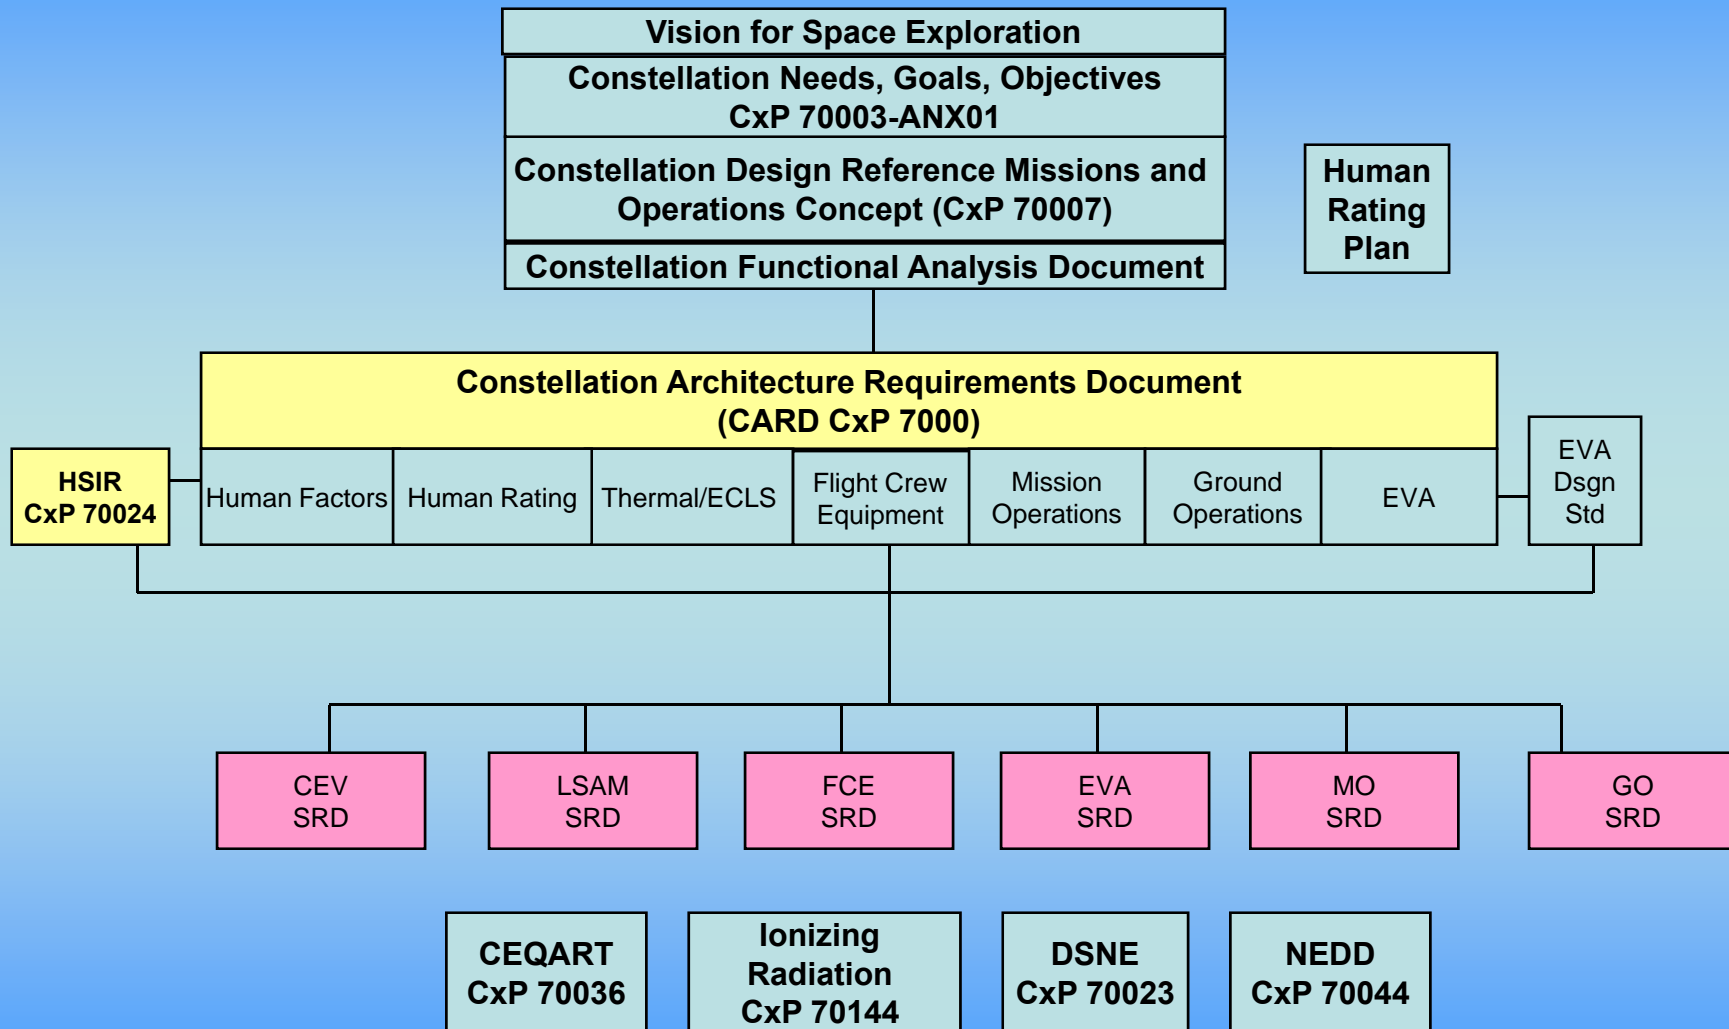 Vision for Space Exploration
Constellation Needs, Goals, Objectives
CxP 70003-ANX01
Constellation Design Reference Missions and
Operations Concept (CxP 70007)
Constellation Functional Analysis Document
Human
Rating
Plan
Constellation Architecture Requirements Document
(CARD CxP 7000)
HSIR
CxP 70024
Human Factors
Human Rating
Thermal/ECLS
Flight Crew
Equipment
Mission
Operations
Ground
Operations
EVA
EVA
Dsgn
Std
CEV
SRD
LSAM
SRD
FCE
SRD
EVA
SRD
MO
SRD
GO
SRD
CEQART
CxP 70036
Ionizing
Radiation
CxP 70144
DSNE
CxP 70023
NEDD
CxP 70044